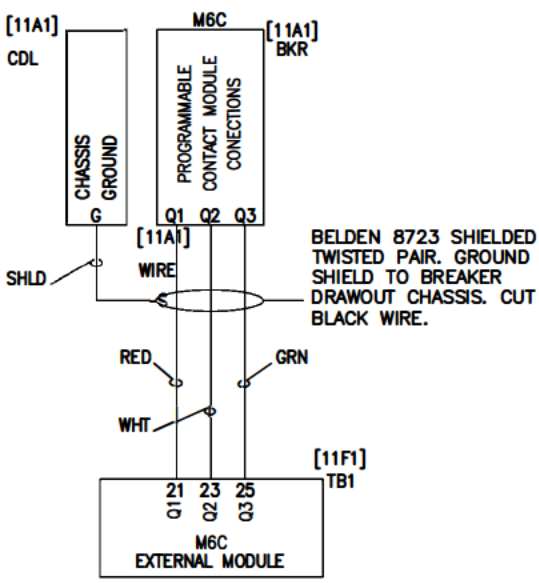 [11A1]
CDL
M6C
[11A1]
BKR
CHASSIS
GROUND
PROGRAMMABLE
CONTACT MODULE
CONECTIONS
G
Q1 Q2 Q3
[11A1]
WIRE
SHLD
S
BELDEN 8723 SHIELDED
TWISTED PAIR. GROUND
SHIELD TO BREAKER
DRAWOUT CHASSIS. CUT
BLACK WIRE.
RED
GRN
WHT
[11F1]
TB1
21 23 25
Q1 Q2 Q3
M6C
EXTERNAL MODULE